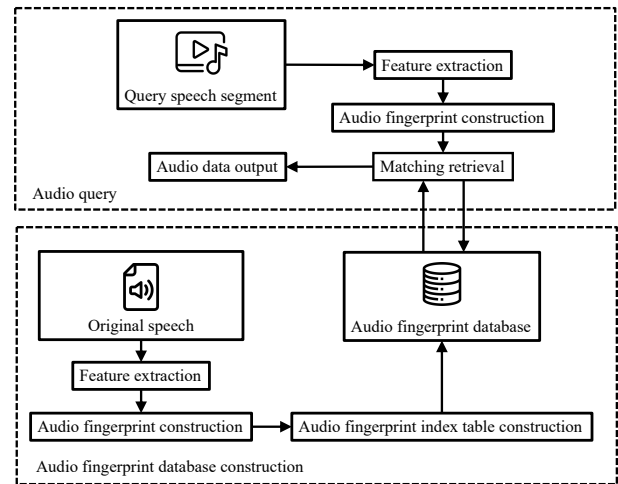 Query speech segment
Feature extraction
Audio fingerprint construction
Matching retrieval
Audio data output
Audio query
Original speech
Audio fingerprint database
Feature extraction
Audio fingerprint construction
Audio fingerprint index table construction
Audio fingerprint database construction